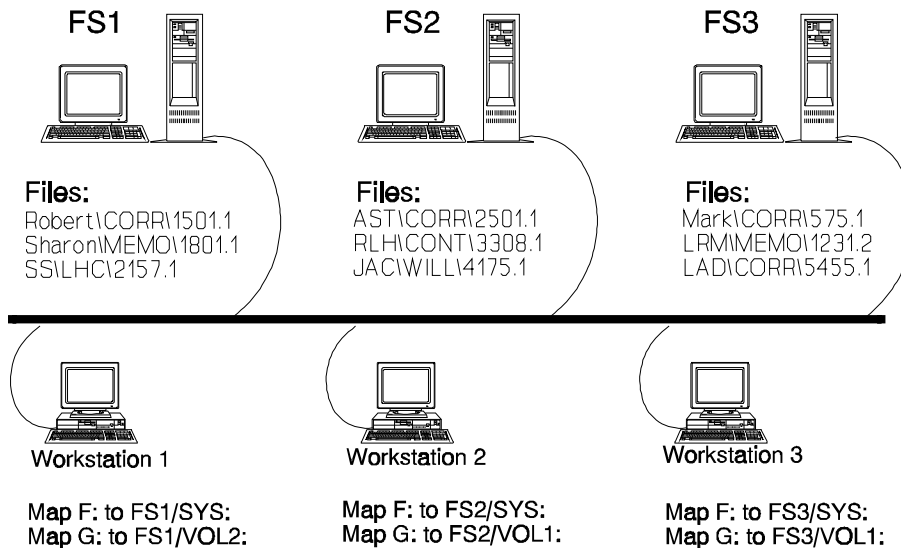 FS1
FS2
FS3
Files:
Robert\CORR\1501.1
Sharon\MEMO\1801.1
SS\LHC\2157.1
Files:
AST\CORR\2501.1
RLH\CONT\3308.1
JAC\WILL\4175.1
Files:
Mark\CORR\575.1
LRM\MEMO\1231.2
LAD\CORR\5455.1
Workstation 1
Map F: to FS1/SYS:
Map G: to FS1/VOL2:
Workstation 2
Map F: to FS2/SYS:
Map G: to FS2/VOL1:
Workstation 3
Map F: to FS3/SYS:
Map G: to FS3/VOL1: